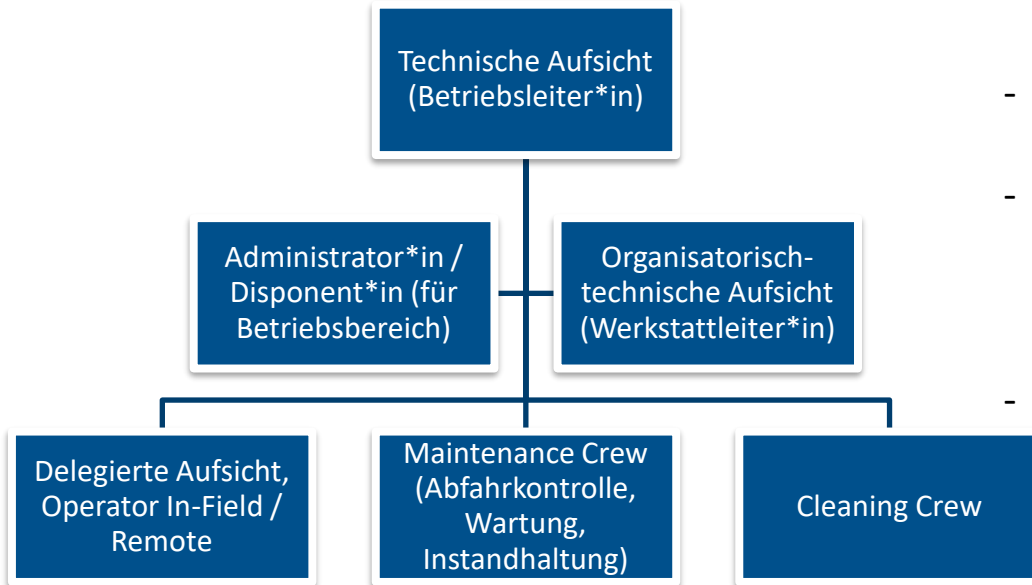 Technische Aufsicht
(Betriebsleiter*in)
-
-
Administrator*in /
Disponent*in (für
Betriebsbereich)
Organisatorisch-
technische Aufsicht
(Werkstattleiter*in)
-
Delegierte Aufsicht,
Operator In-Field /
Remote
Maintenance Crew
(Abfahrkontrolle,
Wartung,
Instandhaltung)
Cleaning Crew